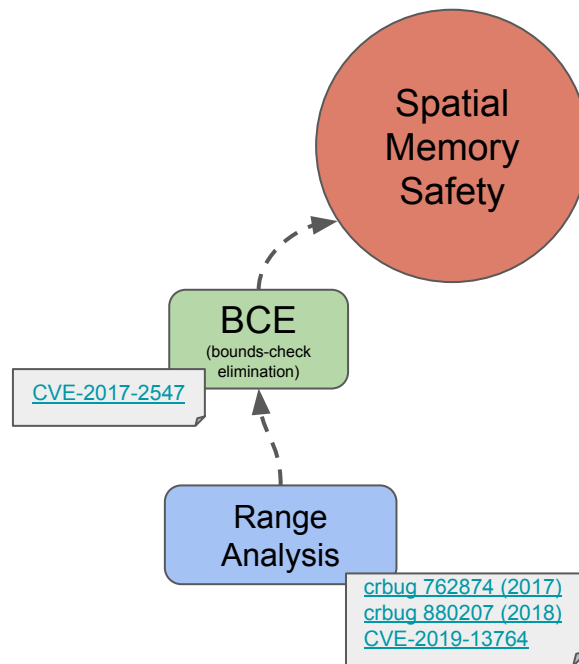 Spatial
Memory
Safety
BCE
(bounds-check
elimination)
CVE-2017-2547
Range
Analysis
crbug 762874 (2017)
crbug 880207 (2018)
CVE-2019-13764